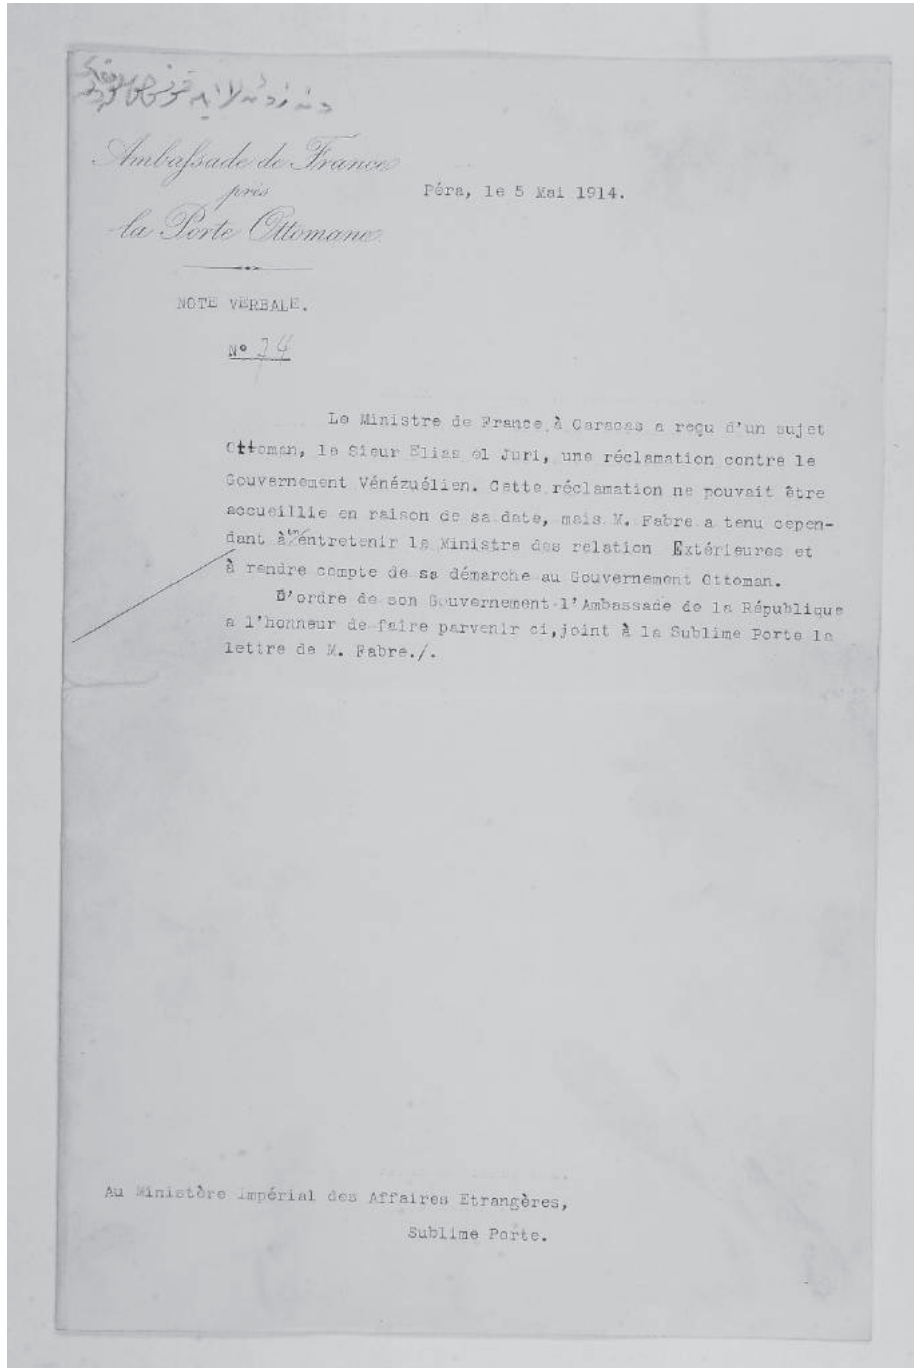 Ambassade de France
près
la Porte Ottomane.
Péra, le 5 Mai 1914.
NOTE VERBALE.
N° 74
Le Ministre de France à Caracas a reçu d'un sujet
Ottoman, le Sieur Elias el Juri, une réclamation contre le
Gouvernement Vénézuélien. Cette réclamation ne pouvait être
accueillie en raison de sa date, mais M. Fabre a tenu cepen-
dant à en entretenir le Ministre des relation Extérieures et
à rendre compte de sa démarche au Gouvernement Ottoman.
D'ordre de son Gouvernement l'Ambassade de la République
a l'honneur de faire parvenir ci,joint à la Sublime Porte la
lettre de M. Fabre./.
Au Ministère Impérial des Affaires Etrangères,
Sublime Porte.